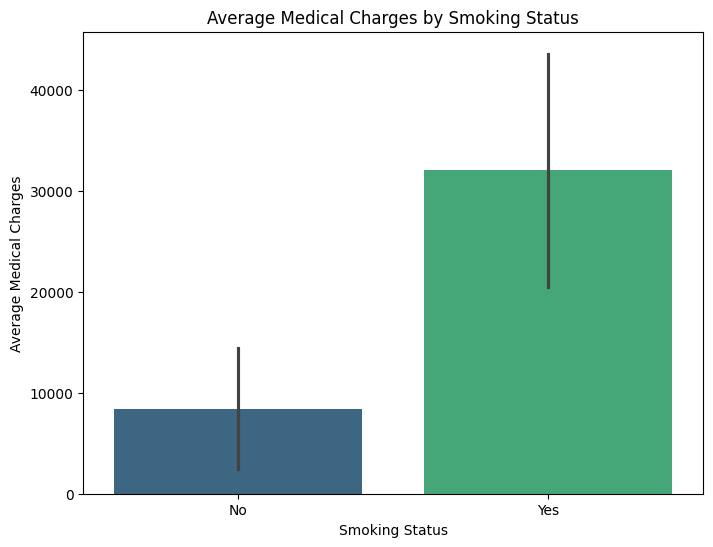 Average Medical Charges by Smoking Status
Average Medical Charges
40000
30000
20000
10000
0
No
Yes
Smoking Status